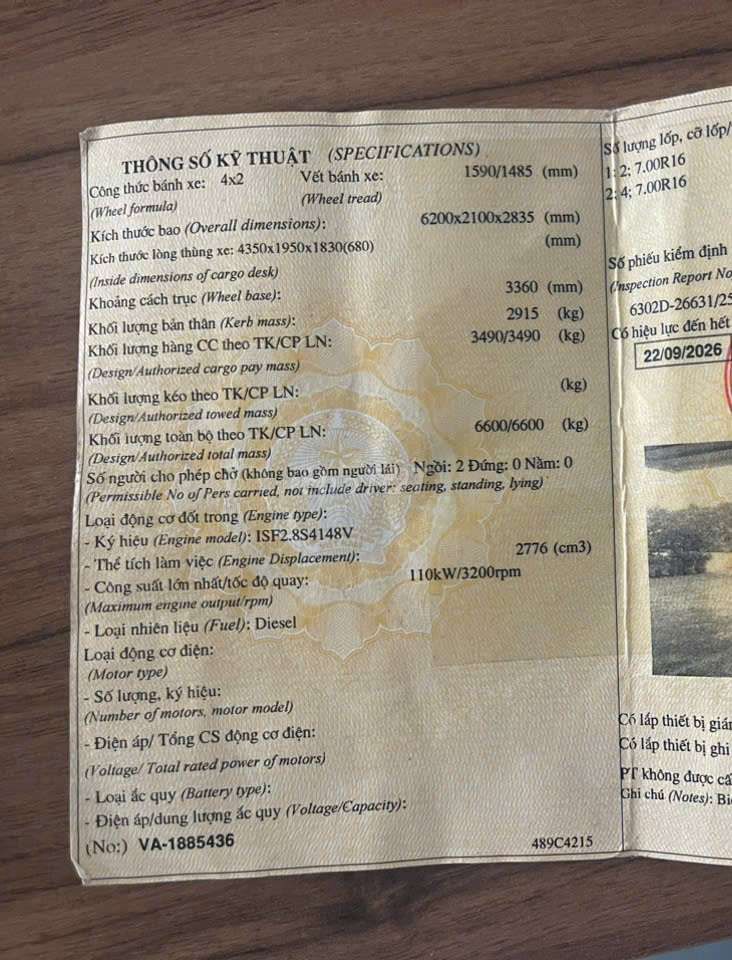 THÔNG SỐ KỸ THUẬT (SPECIFICATIONS)
Công thức bánh xe: 4x2 Vết bánh xe: 1590/1485 (mm)
(Wheel formula) (Wheel tread)
Kích thước bao (Overall dimensions): 6200x2100x2835 (mm)
Kích thước lòng thùng xe: 4350x1950x1830(680) (mm)
(Inside dimensions of cargo desk)
Khoảng cách trục (Wheel base): 3360 (mm)
Khối lượng bản thân (Kerb mass): 2915 (kg)
Khối lượng hàng CC theo TK/CP LN: 3490/3490 (kg)
(Design/Authorized cargo pay mass)
Khối lượng kéo theo TK/CP LN: (kg)
(Design/Authorized towed mass)
Khối lượng toàn bộ theo TK/CP LN: 6600/6600 (kg)
(Design/Authorized total mass)
Số người cho phép chở (không bao gồm người lái) Ngồi: 2 Đứng: 0 Nằm: 0
(Permissible No of Pers carried, not include driver: seating, standing, lying)
Loại động cơ đốt trong (Engine type):
- Ký hiệu (Engine model): ISF2.8S4148V
- Thể tích làm việc (Engine Displacement): 2776 (cm3)
- Công suất lớn nhất/tốc độ quay: 110kW/3200rpm
(Maximum engine output/rpm)
- Loại nhiên liệu (Fuel): Diesel
Loại động cơ điện:
(Motor type)
- Số lượng, ký hiệu:
(Number of motors, motor model)
- Điện áp/ Tổng CS động cơ điện:
(Voltage/ Total rated power of motors)
- Loại ắc quy (Battery type):
- Điện áp/dung lượng ắc quy (Voltage/Capacity):
(No:) VA-1885436 489C4215
Số lượng lốp, cỡ lốp/
1: 2; 7.00R16
2: 4; 7.00R16
Số phiếu kiểm định
(Inspection Report No
6302D-26631/25
Có hiệu lực đến hết
22/09/2026
Có lắp thiết bị
Có lắp thiết bị ghi
PT không được
Ghi chú (Notes):